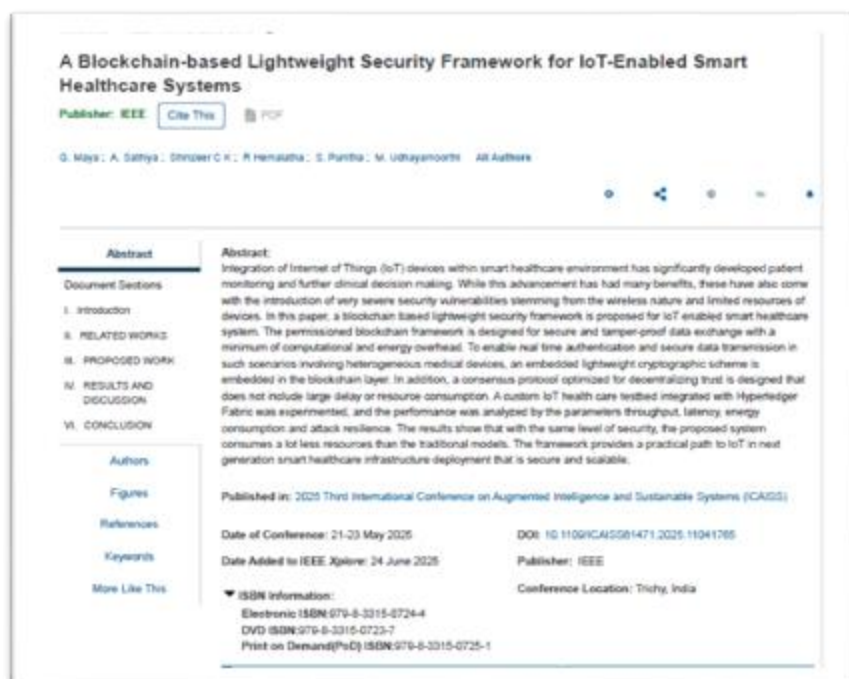 A Blockchain-based Lightweight Security Framework for IoT-Enabled Smart
Healthcare Systems
Publisher: IEEE Cite This PDF
G. Maya; A. Sathiya; C K; R Hemalatha; S. Punitha; M. Udhayamoorthi All Authors
Abstract
Document Sections
I. Introduction
II. RELATED WORKS
III. PROPOSED WORK
IV. RESULTS AND
DISCUSSION
VI. CONCLUSION
Authors
Figures
References
Keywords
More Like This
Abstract:
Integration of Internet of Things (IoT) devices within smart healthcare environment has significantly developed patient
monitoring and further clinical decision making. While this advancement has had many benefits, these have also come
with the introduction of very severe security vulnerabilities stemming from the wireless nature and limited resources of
devices. In this paper, a blockchain based lightweight security framework is proposed for IoT enabled smart healthcare
system. The permissioned blockchain framework is designed for secure and tamper-proof data exchange with a
minimum of computational and energy overhead. To enable real time authentication and secure data transmission in
such scenarios involving heterogeneous medical devices, an embedded lightweight cryptographic scheme is
embedded in the blockchain layer. In addition, a consensus protocol optimized for decentralizing trust is designed that
does not include large delay or resource consumption. A custom IoT health care testbed integrated with Hyperledger
Fabric was experimented, and the performance was analyzed by the parameters throughput, latency, energy
consumption and attack resilience. The results show that with the same level of security, the proposed system
consumes a lot less resources than the traditional models. The framework provides a practical path to IoT in next
generation smart healthcare infrastructure deployment that is secure and scalable.
Published in: 2025 Third International Conference on Augmented Intelligence and Sustainable Systems (ICAISS)
Date of Conference: 21-23 May 2025
Date Added to IEEE Xplore: 24 June 2025
ISBN Information:
Electronic ISBN:979-8-3315-0724-4
DVD ISBN:979-8-3315-0723-7
Print on Demand(PoD) ISBN:979-8-3315-0725-1
DOI: 10.1109/ICAISS61471.2025.11041765
Publisher: IEEE
Conference Location: Trichy, India